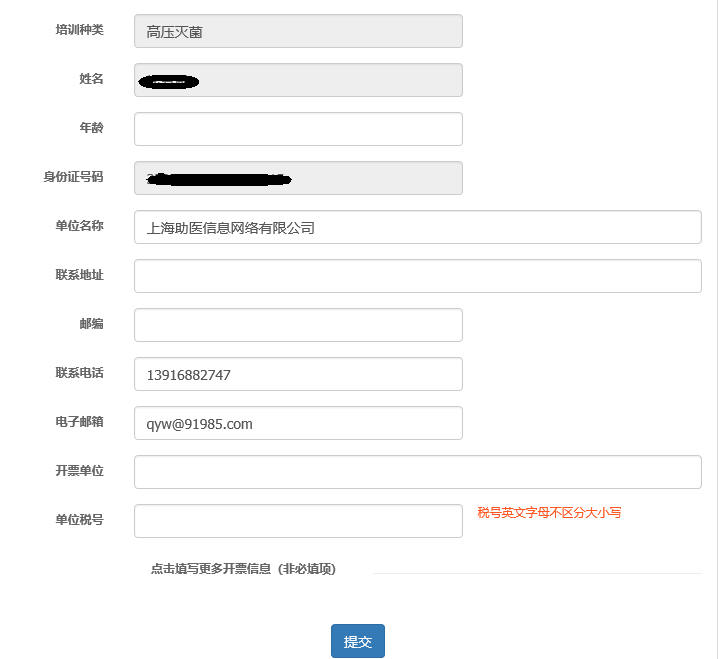 培训种类 高压灭菌
姓名
年龄
身份证号码
单位名称 上海助医信息网络有限公司
联系地址
邮编
联系电话 13916882747
电子邮箱 qyw@91985.com
开票单位
单位税号 税号英文字母不区分大小写
点击填写更多开票信息（非必填项）
提交